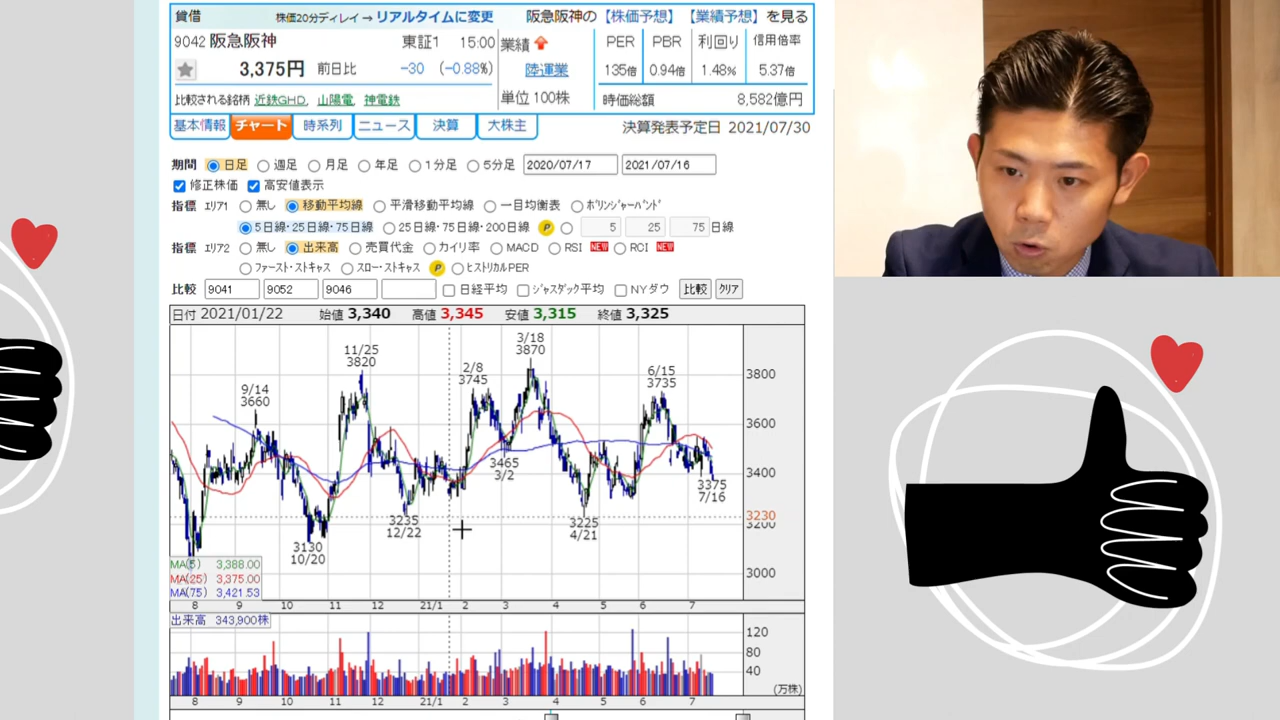 貸借 株価20分ディレイ → リアルタイムに変更 阪急阪神の【株価予想】【業績予想】を見る
9042 阪急阪神 東証1 15:00 業績 PER PBR 利回り 信用倍率
3,375円 前日比 -30 (-0.88%) 陸運業 135倍 0.94倍 1.48% 5.37倍
比較される銘柄 近鉄GHD, 山陽電, 神電鉄 単位 100株 時価総額 8,582億円
基本情報 チャート 時系列 ニュース 決算 大株主 決算発表予定日 2021/07/30
期間 日足 週足 月足 年足 1分足 5分足 2020/07/17 2021/07/16
修正株価 高安値表示
指標 エリア1 無し 移動平均線 平滑移動平均線 一目均衡表 ボリンジャーバンド
5日線・25日線・75日線 25日線・75日線・200日線 P 5 25 75 日線
指標 エリア2 無し 出来高 売買代金 カイリ率 MACD RSI NEW RCI NEW
ファースト・ストキャス スロー・ストキャス P ヒストリカルPER
比較 9041 9052 9046 日経平均 ジャスダック平均 NYダウ 比較 クリア
日付 2021/01/22 始値 3,340 高値 3,345 安値 3,315 終値 3,325
3/18
3870
11/25
3820
2/8
3745
6/15
3735
9/14
3660
3800
3600
3400
3230
3200
3000
3465
3/2
3375
7/16
3235
12/22
3225
4/21
3130
10/20
MA(5) 3,388.00
MA(25) 3,375.00
MA(75) 3,421.53
8 9 10 11 12 21/1 2 3 4 5 6 7
出来高 343,900株
120
80
40
(万株)
8 9 10 11 12 21/1 2 3 4 5 6 7